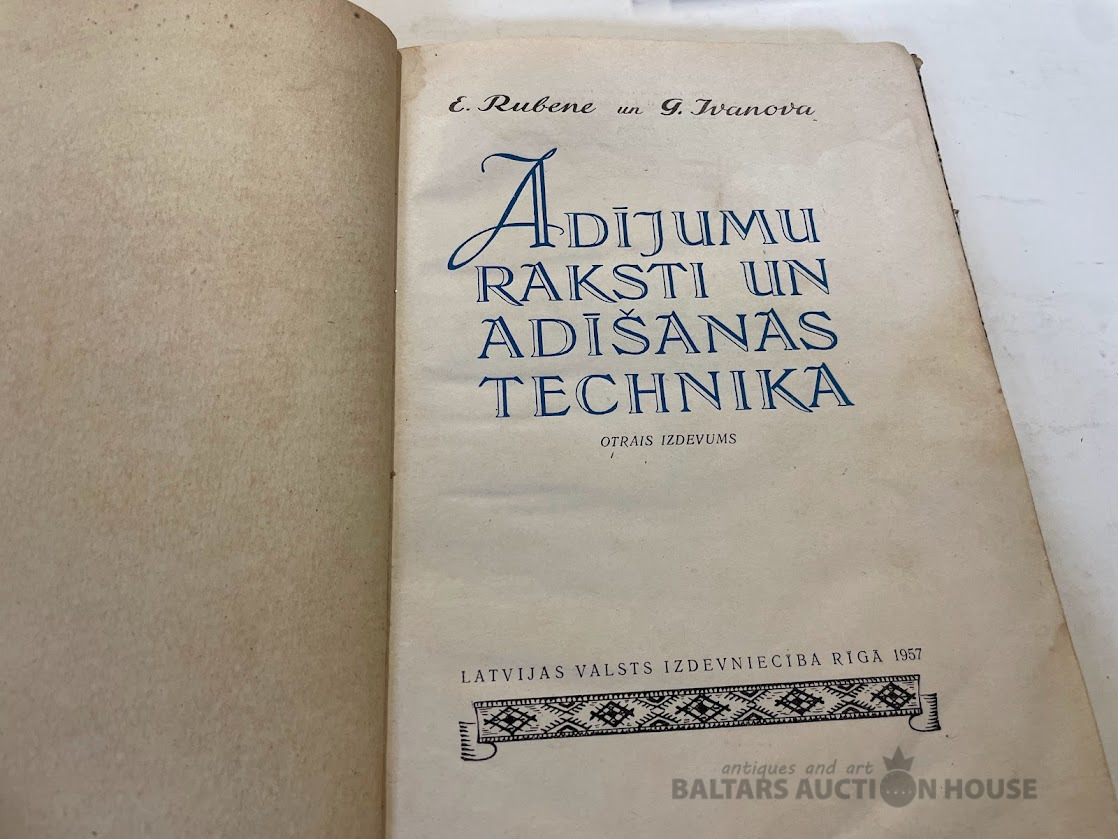 E. Rubene un G. Ivanova
ADĪJUMU
RAKSTI UN
ADĪŠANAS
TECHNIKA
OTRAIS IZDEVUMS
LATVIJAS VALSTS IZDEVNIECĪBA RĪGĀ 1957
antiques and art
BALTARS AUCTION HOUSE